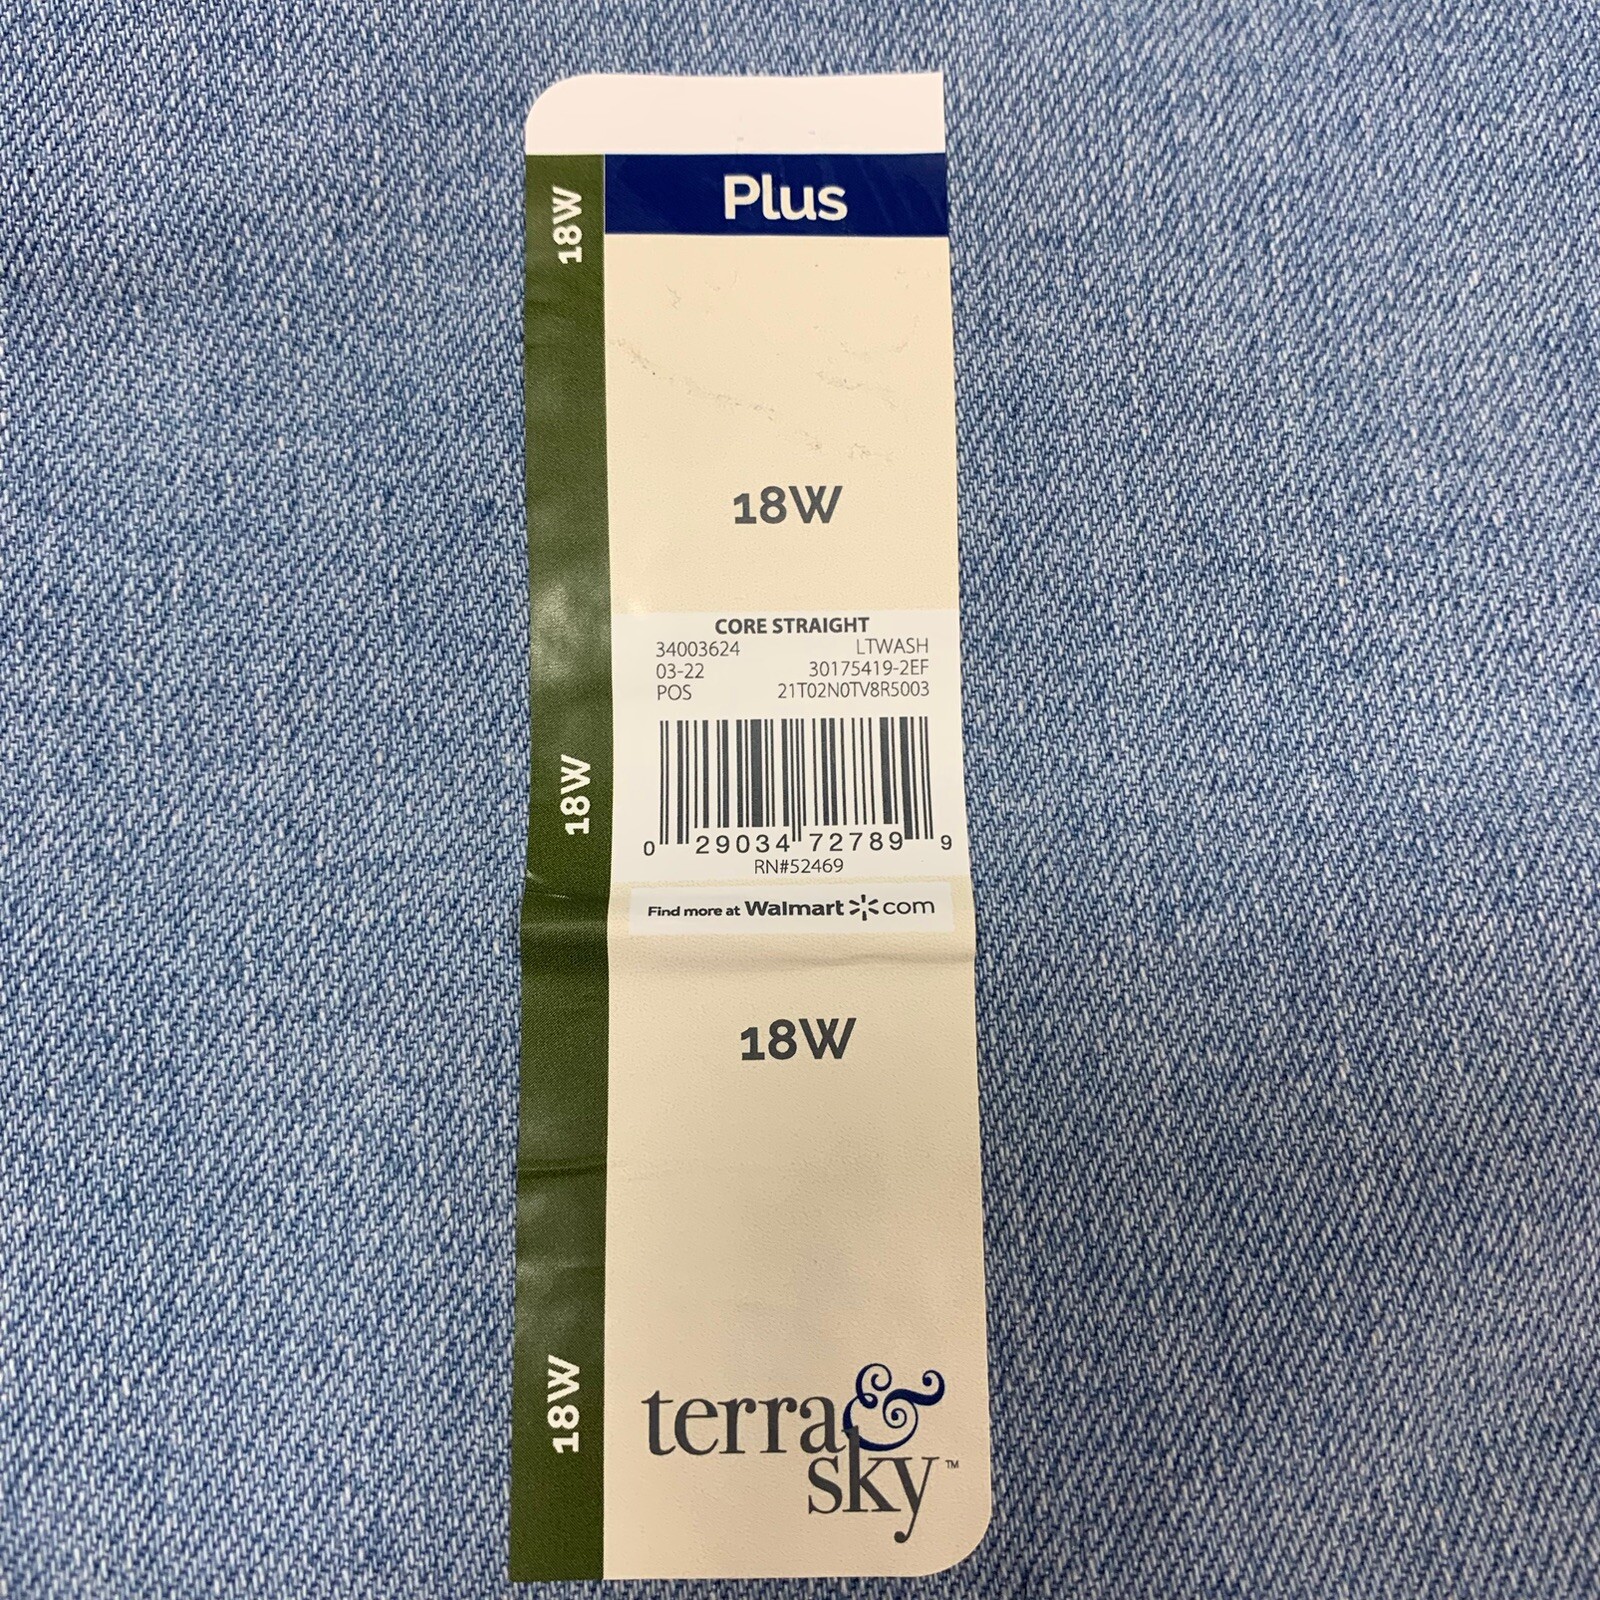 Plus
18W
18W
CORE STRAIGHT
34003624 LTWASH
03-22 30175419-2EF
POS 21T02N0TV8R5003
0 29034 72789 9
RN#52469
18W
Find more at Walmart com
18W
18W
terra&
sky™